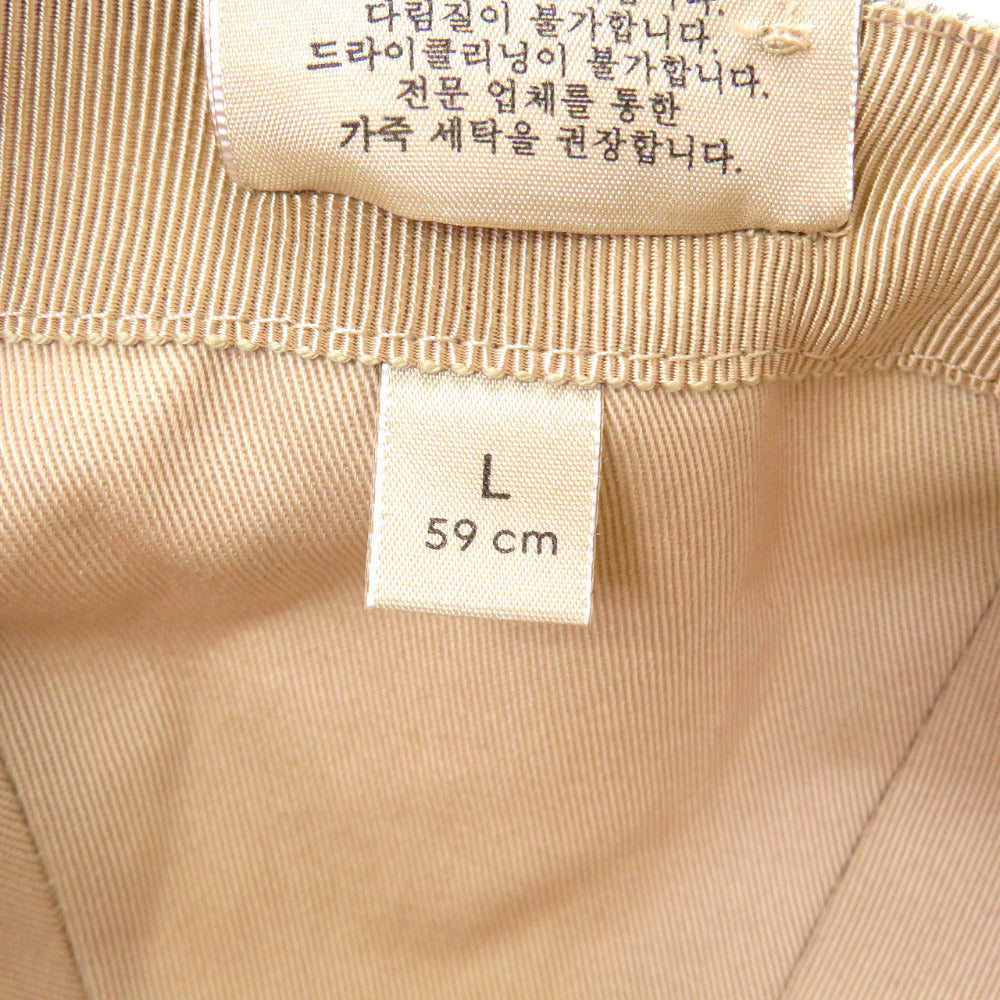 다림질이 불가합니다.
드라이클리닝이 불가합니다.
전문 업체를 통한
가죽 세탁을 권장합니다.
L
59 cm